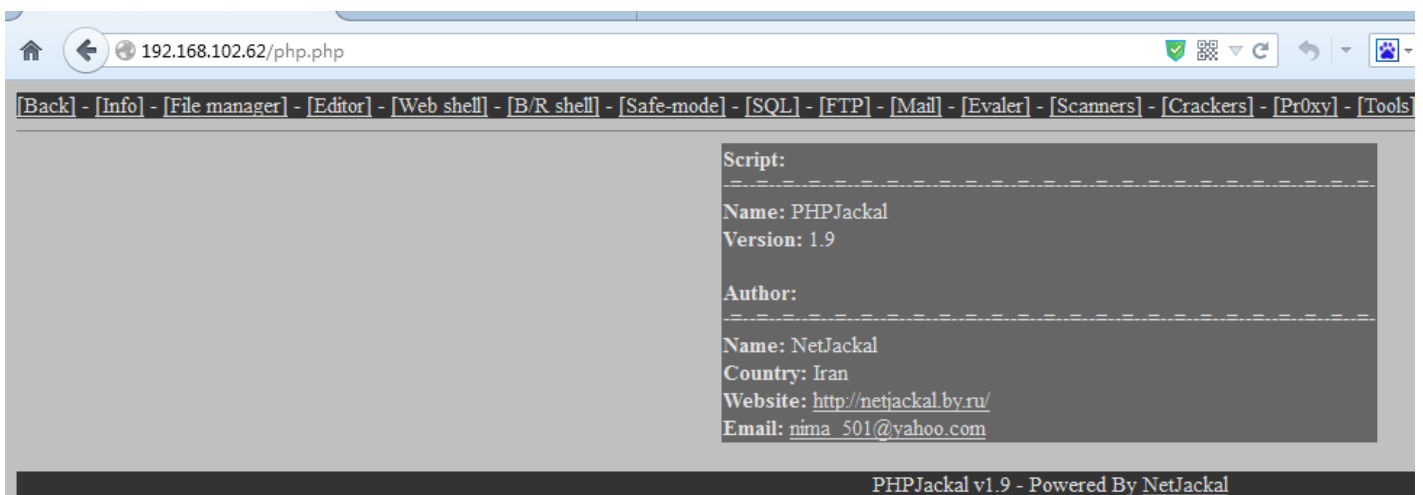 192.168.102.62/php.php
[Back] - [Info] - [File manager] - [Editor] - [Web shell] - [B/R shell] - [Safe-mode] - [SQL] - [FTP] - [Mail] - [Evaler] - [Scanners] - [Crackers] - [Pr0xy] - [Tools]
Script:
-=--=--=--=--=--=--=--=--=--=--=--=--=--=--=--=--=--=--=--=--=--=--=--=--=-
Name: PHPJackal
Version: 1.9
Author:
-=--=--=--=--=--=--=--=--=--=--=--=--=--=--=--=--=--=--=--=--=--=--=--=--=-
Name: NetJackal
Country: Iran
Website: http://netjackal.by.ru/
Email: nima_501@yahoo.com
PHPJackal v1.9 - Powered By NetJackal